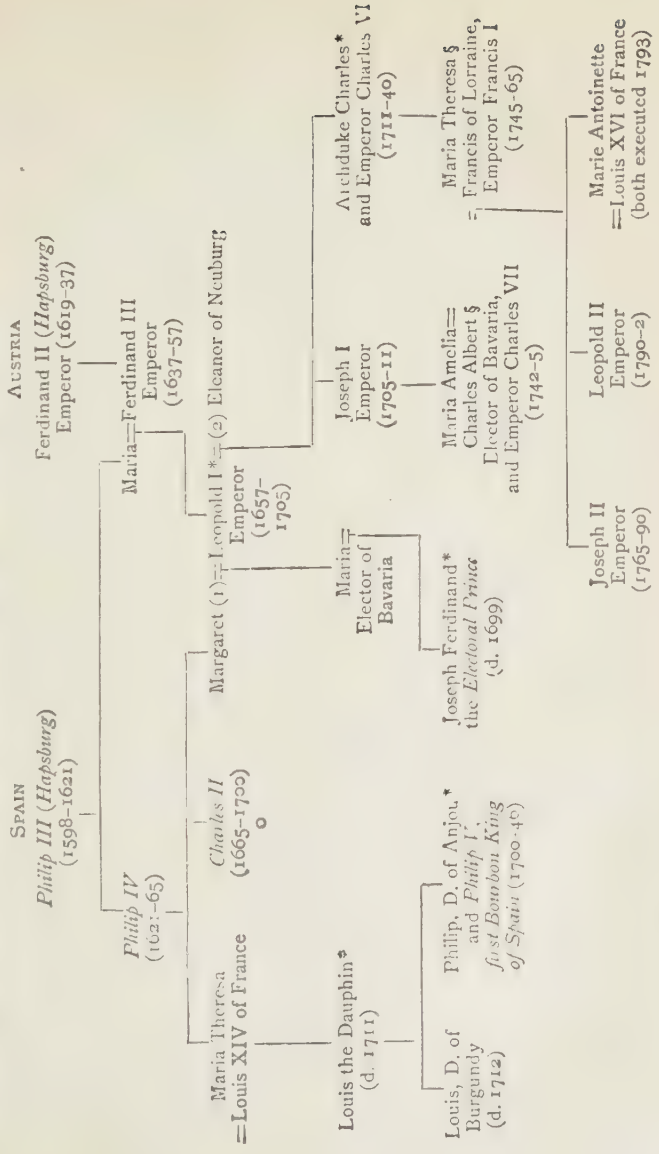 SPAIN
Philip III (Hapsburg)
(1598-1621)
AUSTRIA
Ferdinand II (Hapsburg)
Emperor (1619-37)
Philip IV
(1621-65)
Maria=Ferdinand III
Emperor
(1637-57)
Maria Theresa
=Louis XIV of France
Charles II
(1665-1700)
Margaret (1)=Leopold I*=(2) Eleanor of Neuburg
Emperor
(1657-
1705)
Louis the Dauphin*
(d. 1711)
Maria=
Elector of
Bavaria
Joseph I
Emperor
(1705-11)
Archduke Charles*
and Emperor Charles VI
(1711-40)
Louis, D. of
Burgundy
(d. 1712)
Philip, D. of Anjou*
and Philip V,
first Bourbon King
of Spain (1700-46)
Joseph Ferdinand*
the Electoral Prince
(d. 1699)
Maria Amelia=
Charles Albert §
Elector of Bavaria,
and Emperor Charles VII
(1742-5)
Maria Theresa §
= Francis of Lorraine,
Emperor Francis I
(1745-65)
Joseph II
Emperor
(1765-90)
Leopold II
Emperor
(1790-2)
Marie Antoinette
=Louis XVI of France
(both executed 1793)